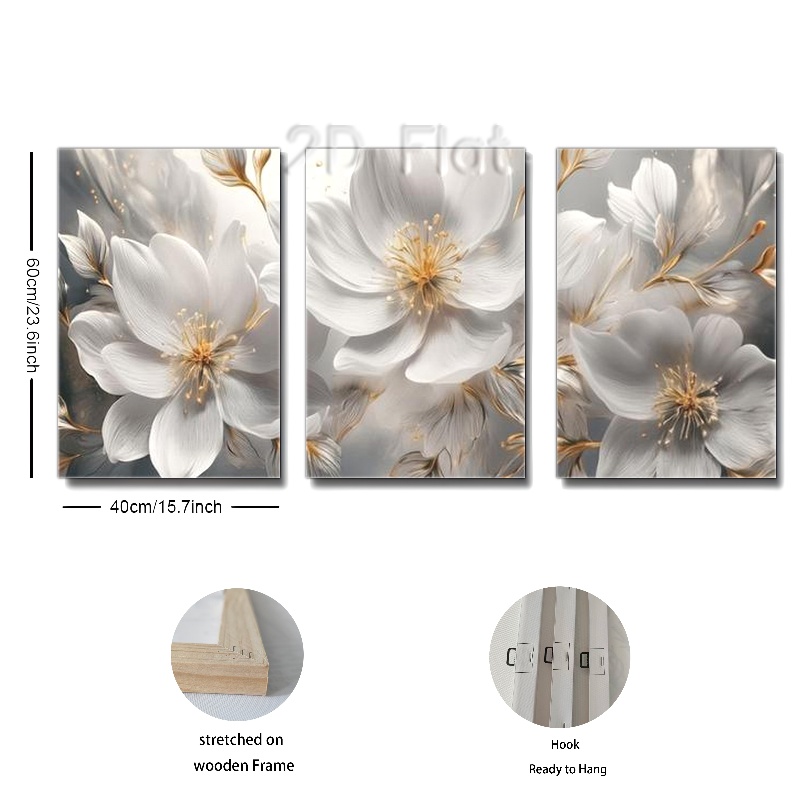 2D Flat
60cm/23.6inch
40cm/15.7inch
stretched on
wooden Frame
Hook
Ready to Hang